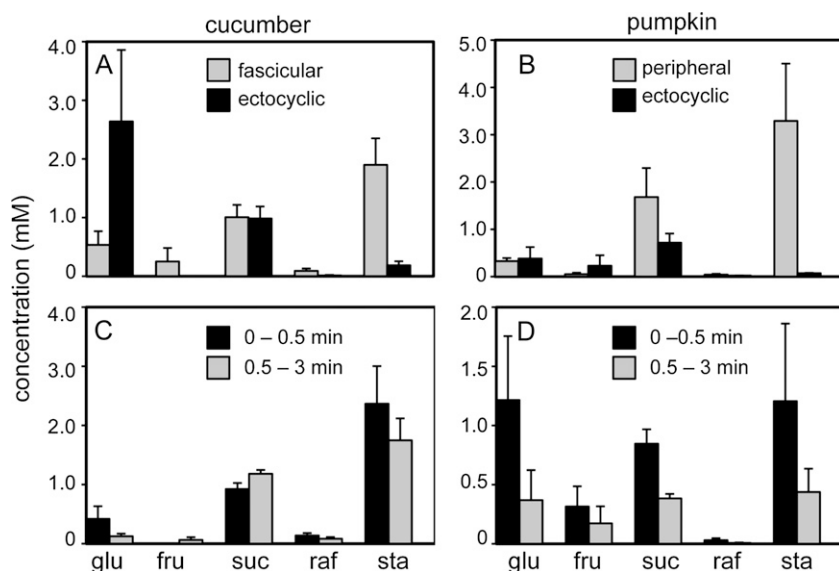 cucumber
pumpkin
concentration (mM)
A
fascicular
ectocyclic
4.0
3.0
2.0
1.0
0
B
peripheral
ectocyclic
5.0
4.0
3.0
2.0
1.0
0
C
0 – 0.5 min
0.5 – 3 min
4.0
3.0
2.0
1.0
0
glu fru suc raf sta
D
0 –0.5 min
0.5 – 3 min
2.0
1.5
1.0
0.5
0
glu fru suc raf sta